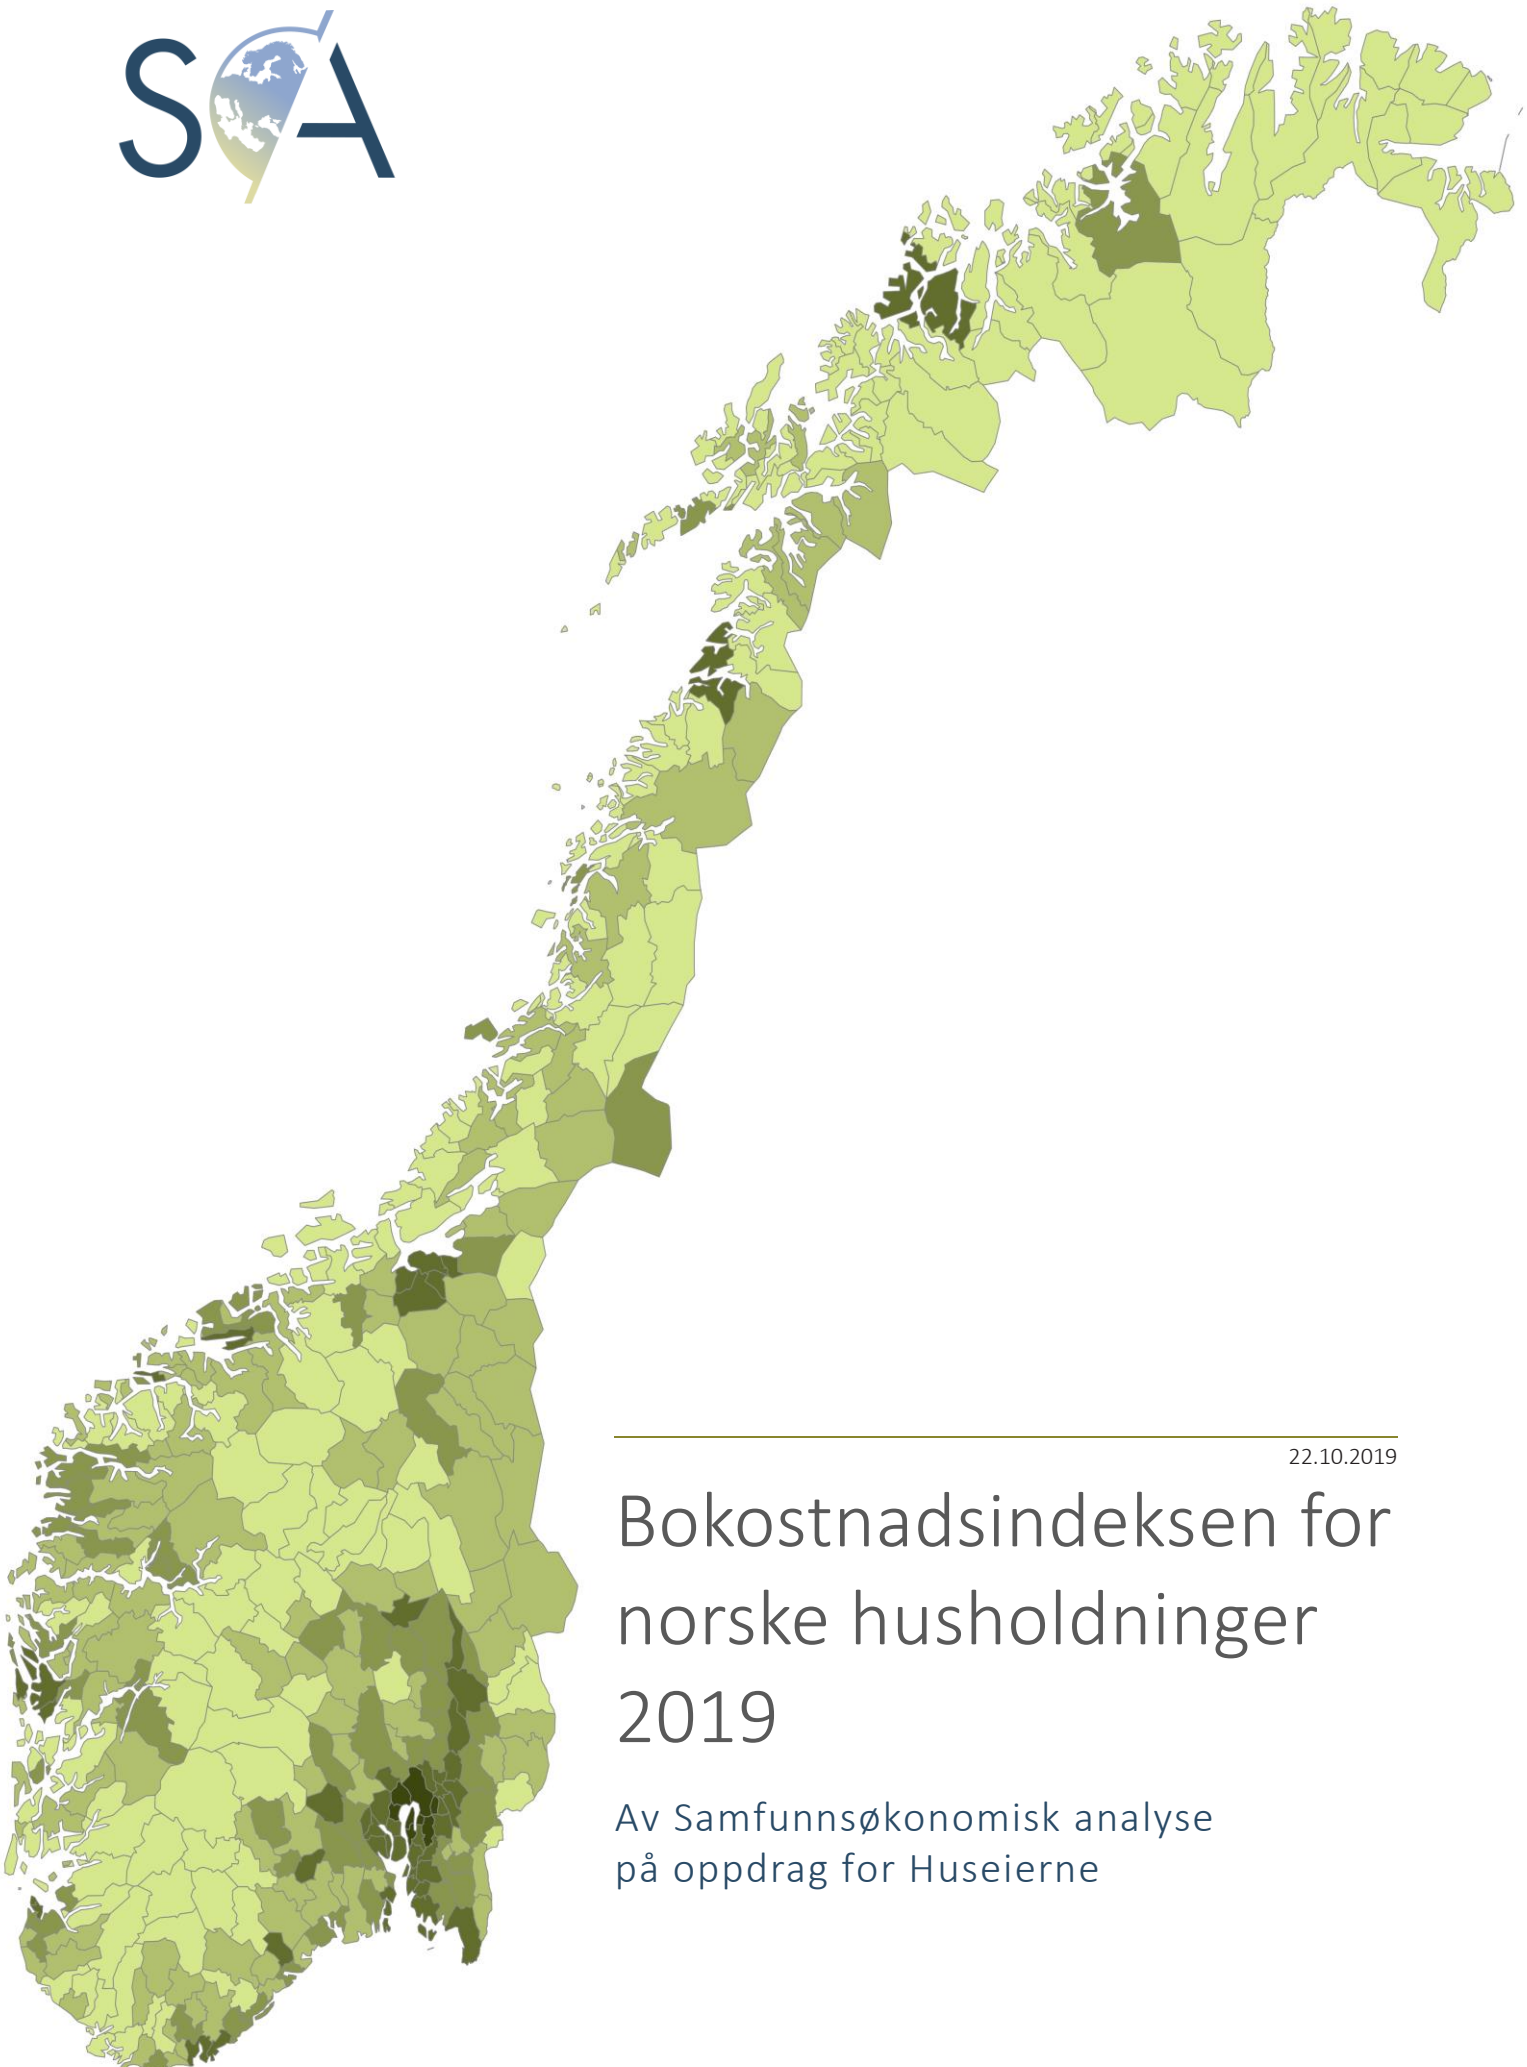 SØA
22.10.2019
Bokostnadsindeksen for
norske husholdninger
2019
Av Samfunnsøkonomisk analyse
på oppdrag for Huseierne